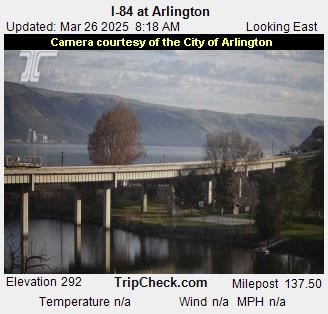 I-84 at Arlington
Updated: Mar 26 2025 8:18 AM Looking East
Camera courtesy of the City of Arlington
Elevation 292 TripCheck.com Milepost 137.50
Temperature n/a Wind n/a MPH n/a